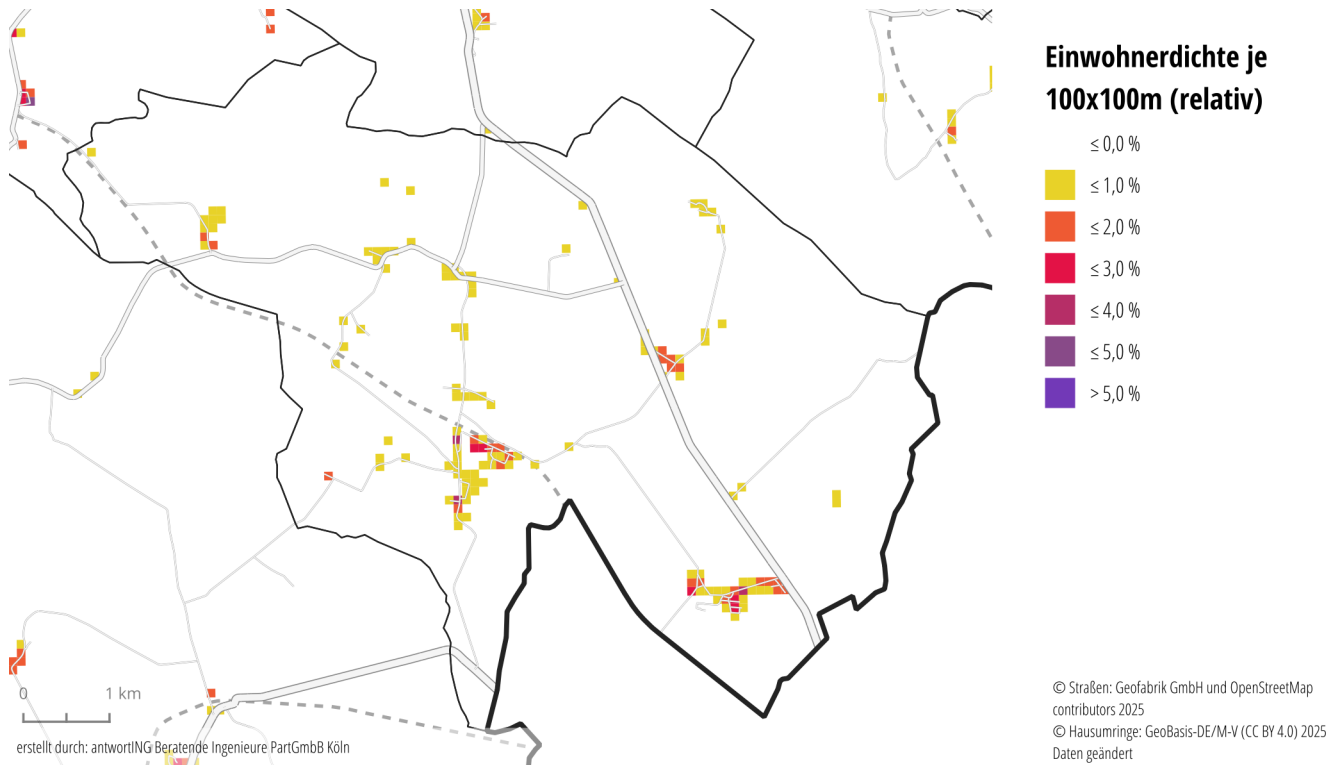 Einwohnerdichte je
100x100m (relativ)
≤ 0,0 %
≤ 1,0 %
≤ 2,0 %
≤ 3,0 %
≤ 4,0 %
≤ 5,0 %
> 5,0 %
0 1 km
erstellt durch: antwortING Beratende Ingenieure PartGmbB Köln
© Straßen: Geofabrik GmbH und OpenStreetMap
contributors 2025
© Hausumringe: GeoBasis-DE/M-V (CC BY 4.0) 2025
Daten geändert